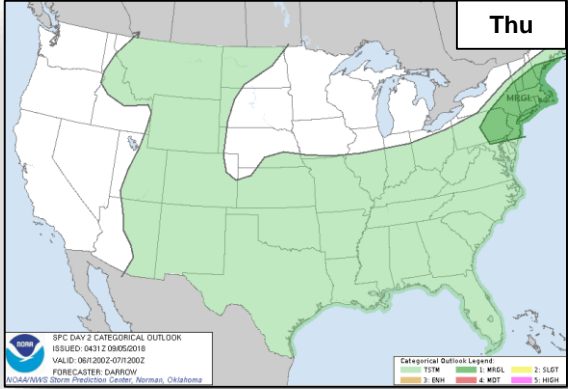 Thu
MRGL
NOAA
SPC DAY 2 CATEGORICAL OUTLOOK
ISSUED: 0431Z 09/05/2018
VALID: 06/1200Z-07/1200Z
FORECASTER: DARROW
NOAA/NWS Storm Prediction Center, Norman, Oklahoma
Categorical Outlook Legend:
TSTM 1: MRGL 2: SLGT
3: ENH 4: MDT 5: HIGH